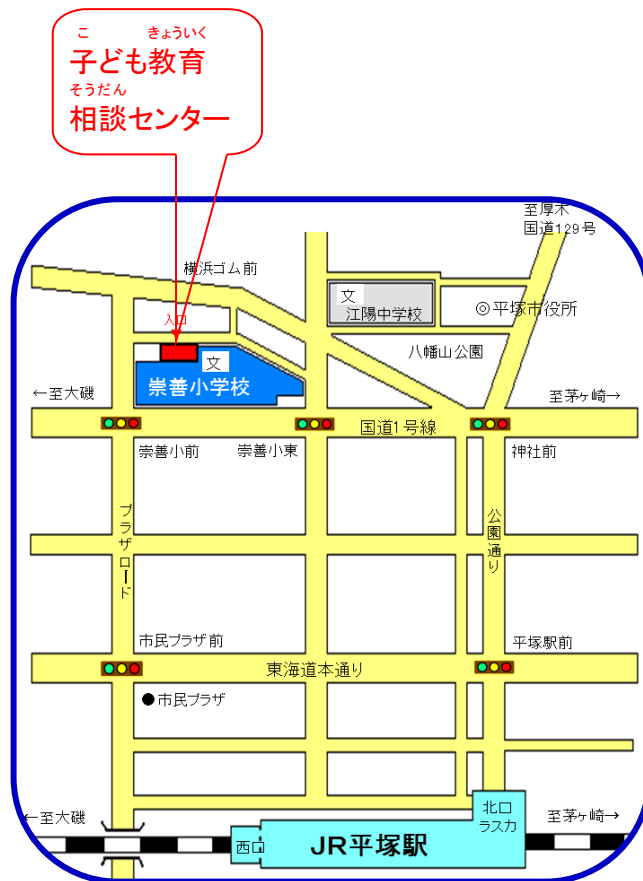 こ きょういく
子ども教育
そうだん
相談センター
至厚木
国道129号
横浜ゴム前
入口
文
江陽中学校
◎平塚市役所
八幡山公園
文
崇善小学校
←至大磯
至茅ヶ崎→
国道1号線
崇善小前
崇善小東
神社前
プラザロード
公園通り
市民プラザ前
平塚駅前
東海道本通り
●市民プラザ
←至大磯
北口
ラスカ
至茅ヶ崎→
西口
JR平塚駅